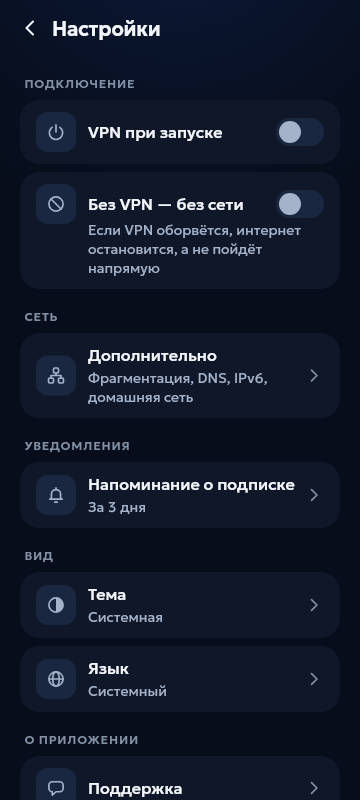 Настройки
ПОДКЛЮЧЕНИЕ
VPN при запуске
Без VPN — без сети
Если VPN оборвётся, интернет
остановится, а не пойдёт
напрямую
СЕТЬ
Дополнительно
Фрагментация, DNS, IPv6,
домашняя сеть
УВЕДОМЛЕНИЯ
Напоминание о подписке
За 3 дня
ВИД
Тема
Системная
Язык
Системный
О ПРИЛОЖЕНИИ
Поддержка